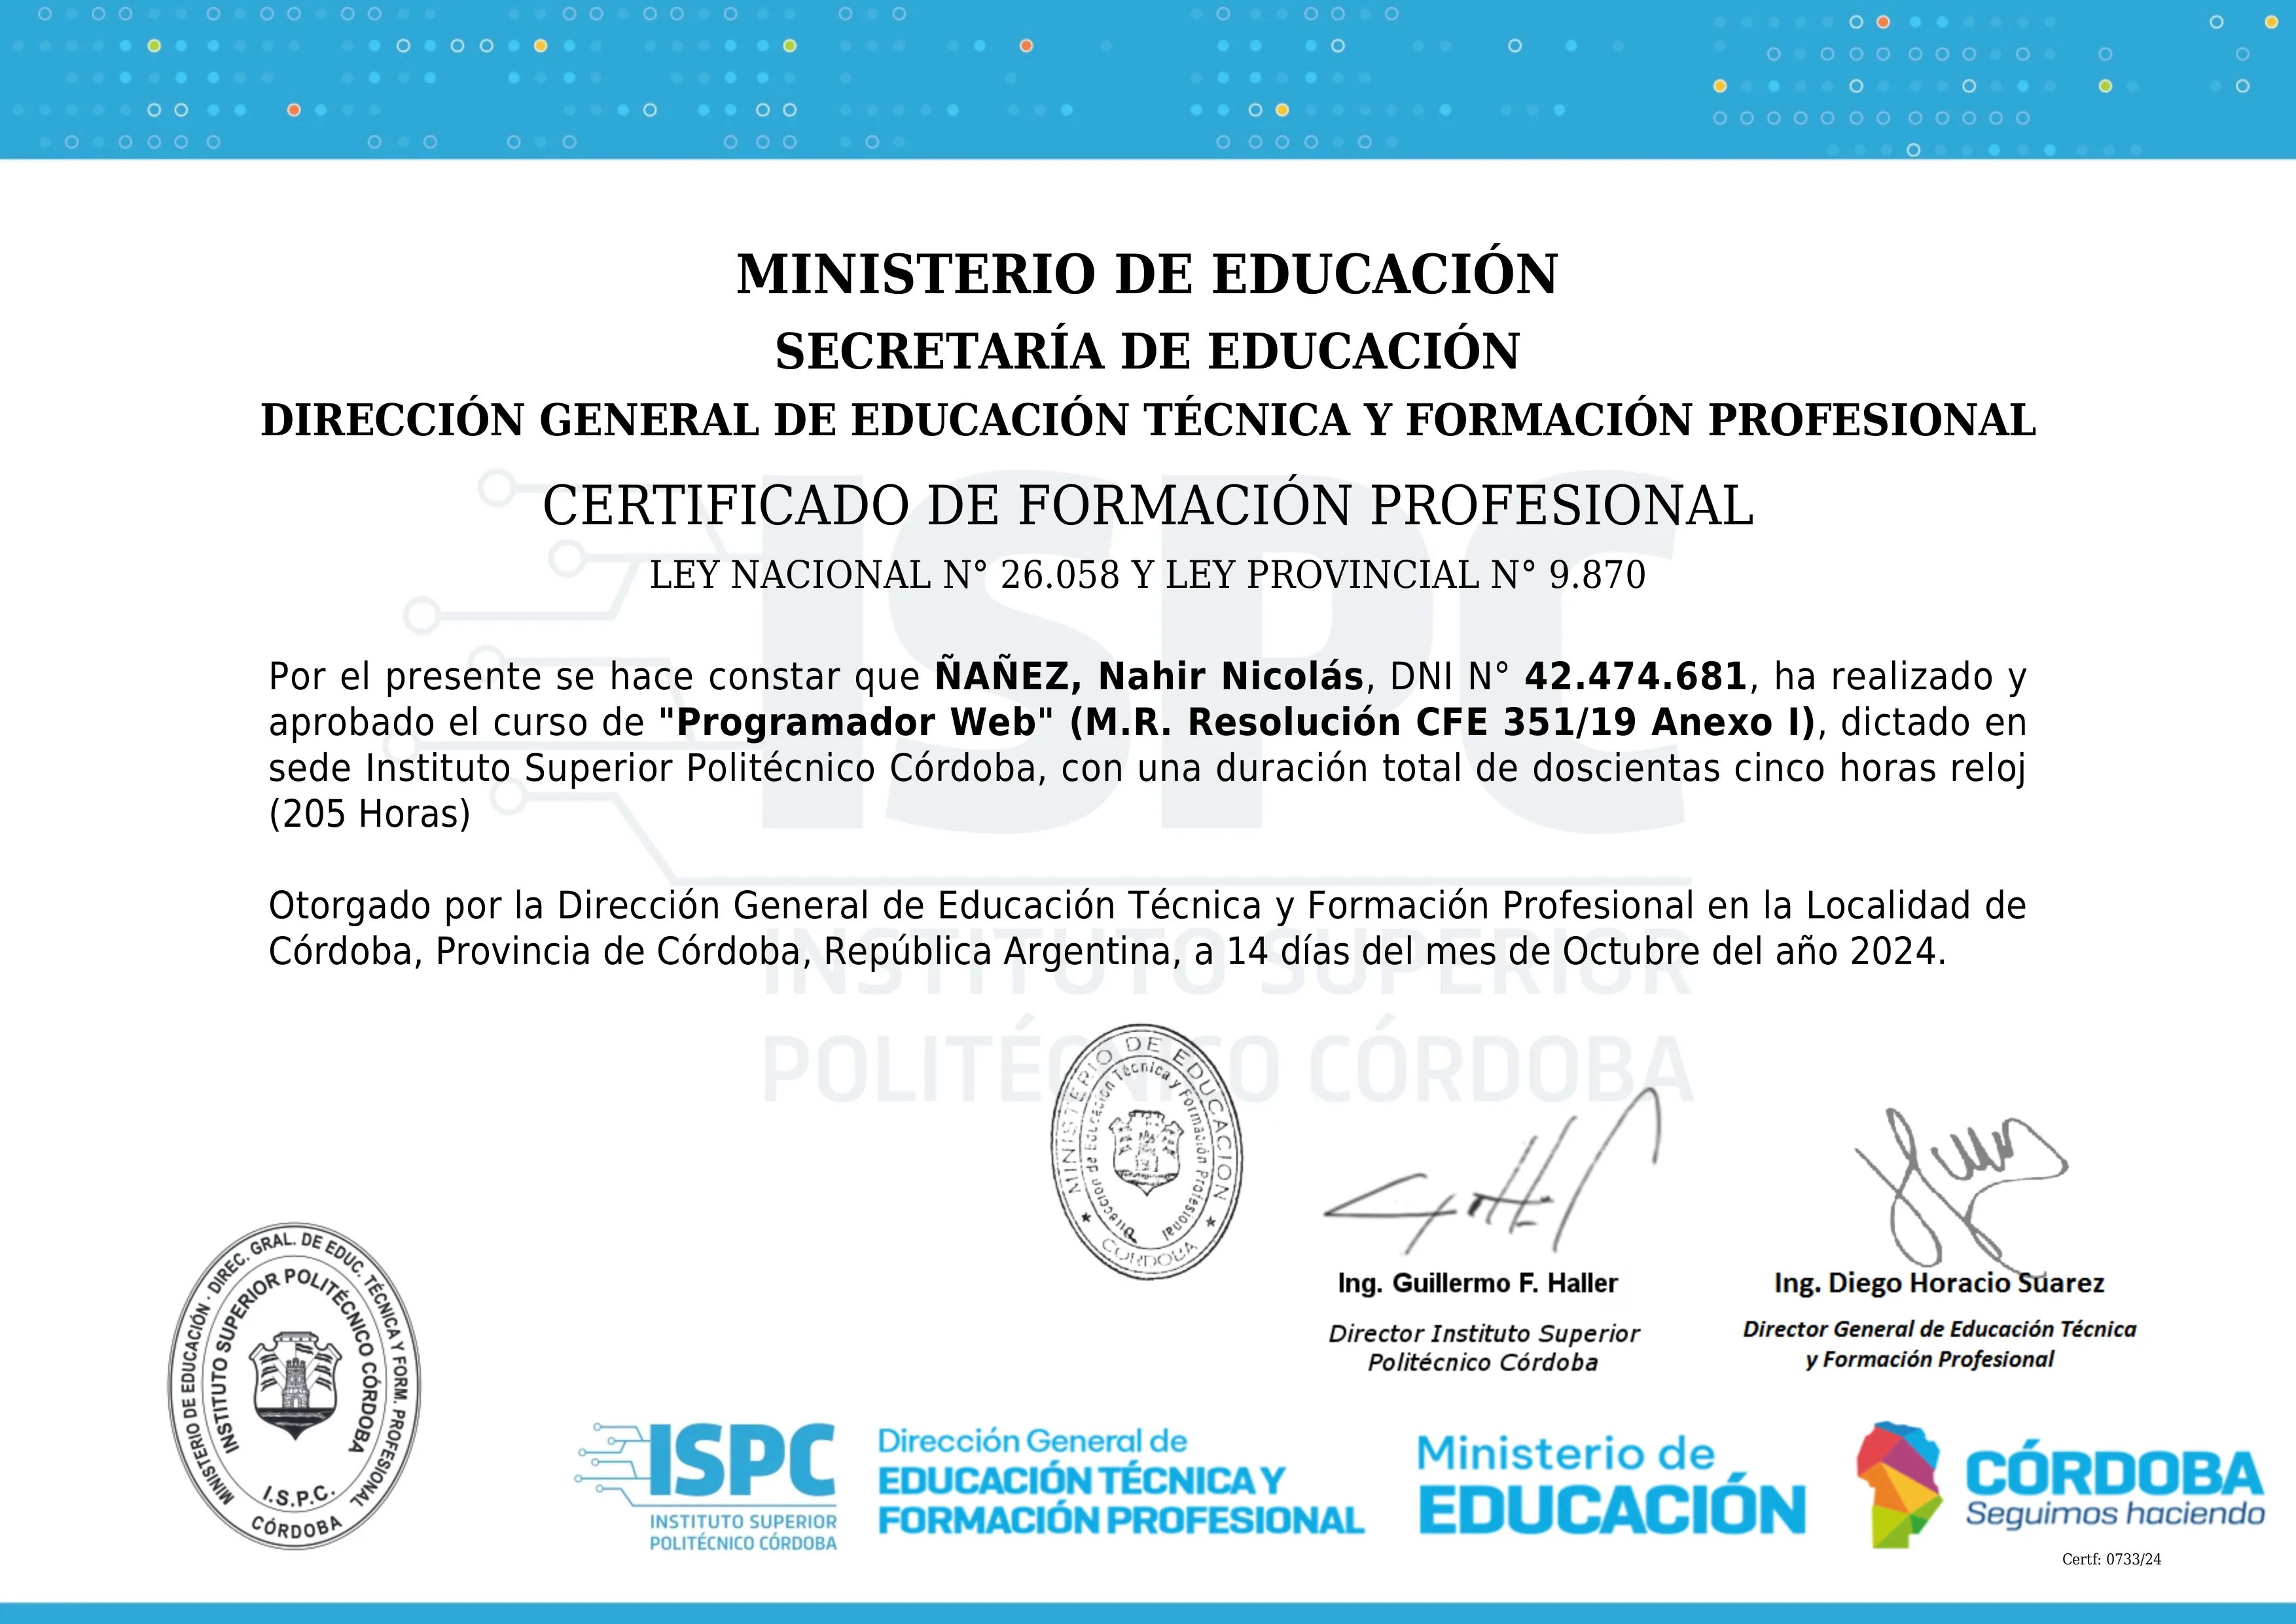 MINISTERIO DE EDUCACIÓN
SECRETARÍA DE EDUCACIÓN
DIRECCIÓN GENERAL DE EDUCACIÓN TÉCNICA Y FORMACIÓN PROFESIONAL
CERTIFICADO DE FORMACIÓN PROFESIONAL
LEY NACIONAL N° 26.058 Y LEY PROVINCIAL N° 9.870
Por el presente se hace constar que ÑAÑEZ, Nahir Nicolás, DNI N° 42.474.681, ha realizado y
aprobado el curso de "Programador Web" (M.R. Resolución CFE 351/19 Anexo I), dictado en
sede Instituto Superior Politécnico Córdoba, con una duración total de doscientas cinco horas reloj
(205 Horas)
Otorgado por la Dirección General de Educación Técnica y Formación Profesional en la Localidad de
Córdoba, Provincia de Córdoba, República Argentina, a 14 días del mes de Octubre del año 2024.
ISPC
INSTITUTO SUPERIOR
POLITÉCNICO CÓRDOBA
MINISTERIO DE EDUCACION
Dirección de Educación Técnica y Formación Profesional
CORDOBA
Ing. Guillermo F. Haller
Director Instituto Superior
Politécnico Córdoba
Ing. Diego Horacio Suarez
Director General de Educación Técnica
y Formación Profesional
MINISTERIO DE EDUCACIÓN · DIREC. GRAL. DE EDUC. TÉCNICA Y FORM. PROFESIONAL
INSTITUTO SUPERIOR POLITÉCNICO CÓRDOBA
I.S.P.C.
CÓRDOBA
ISPC
INSTITUTO SUPERIOR
POLITÉCNICO CÓRDOBA
Dirección General de
EDUCACIÓN TÉCNICA Y
FORMACIÓN PROFESIONAL
Ministerio de
EDUCACIÓN
CÓRDOBA
Seguimos haciendo
Certf: 0733/24